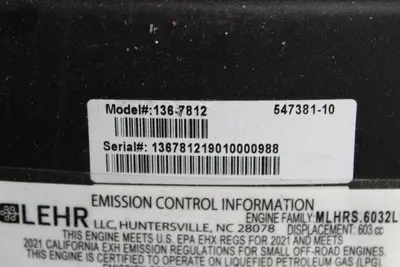 Model#:136-7812 547381-10
Serial#: 136781219010000988
EMISSION CONTROL INFORMATION
LEHR LLC, HUNTERSVILLE, NC 28078
ENGINE FAMILY: MLHRS.6032L
DISPLACEMENT: 603 cc
THIS ENGINE MEETS U.S. EPA EHX REGS FOR 2021 AND
2021 CALIFORNIA EXH EMISSION REGULATIONS FOR SMALL OFF-ROAD ENGINES.
THIS ENGINE IS CERTIFIED TO OPERATE ON LIQUEFIED PETROLEUM GAS (LPG)